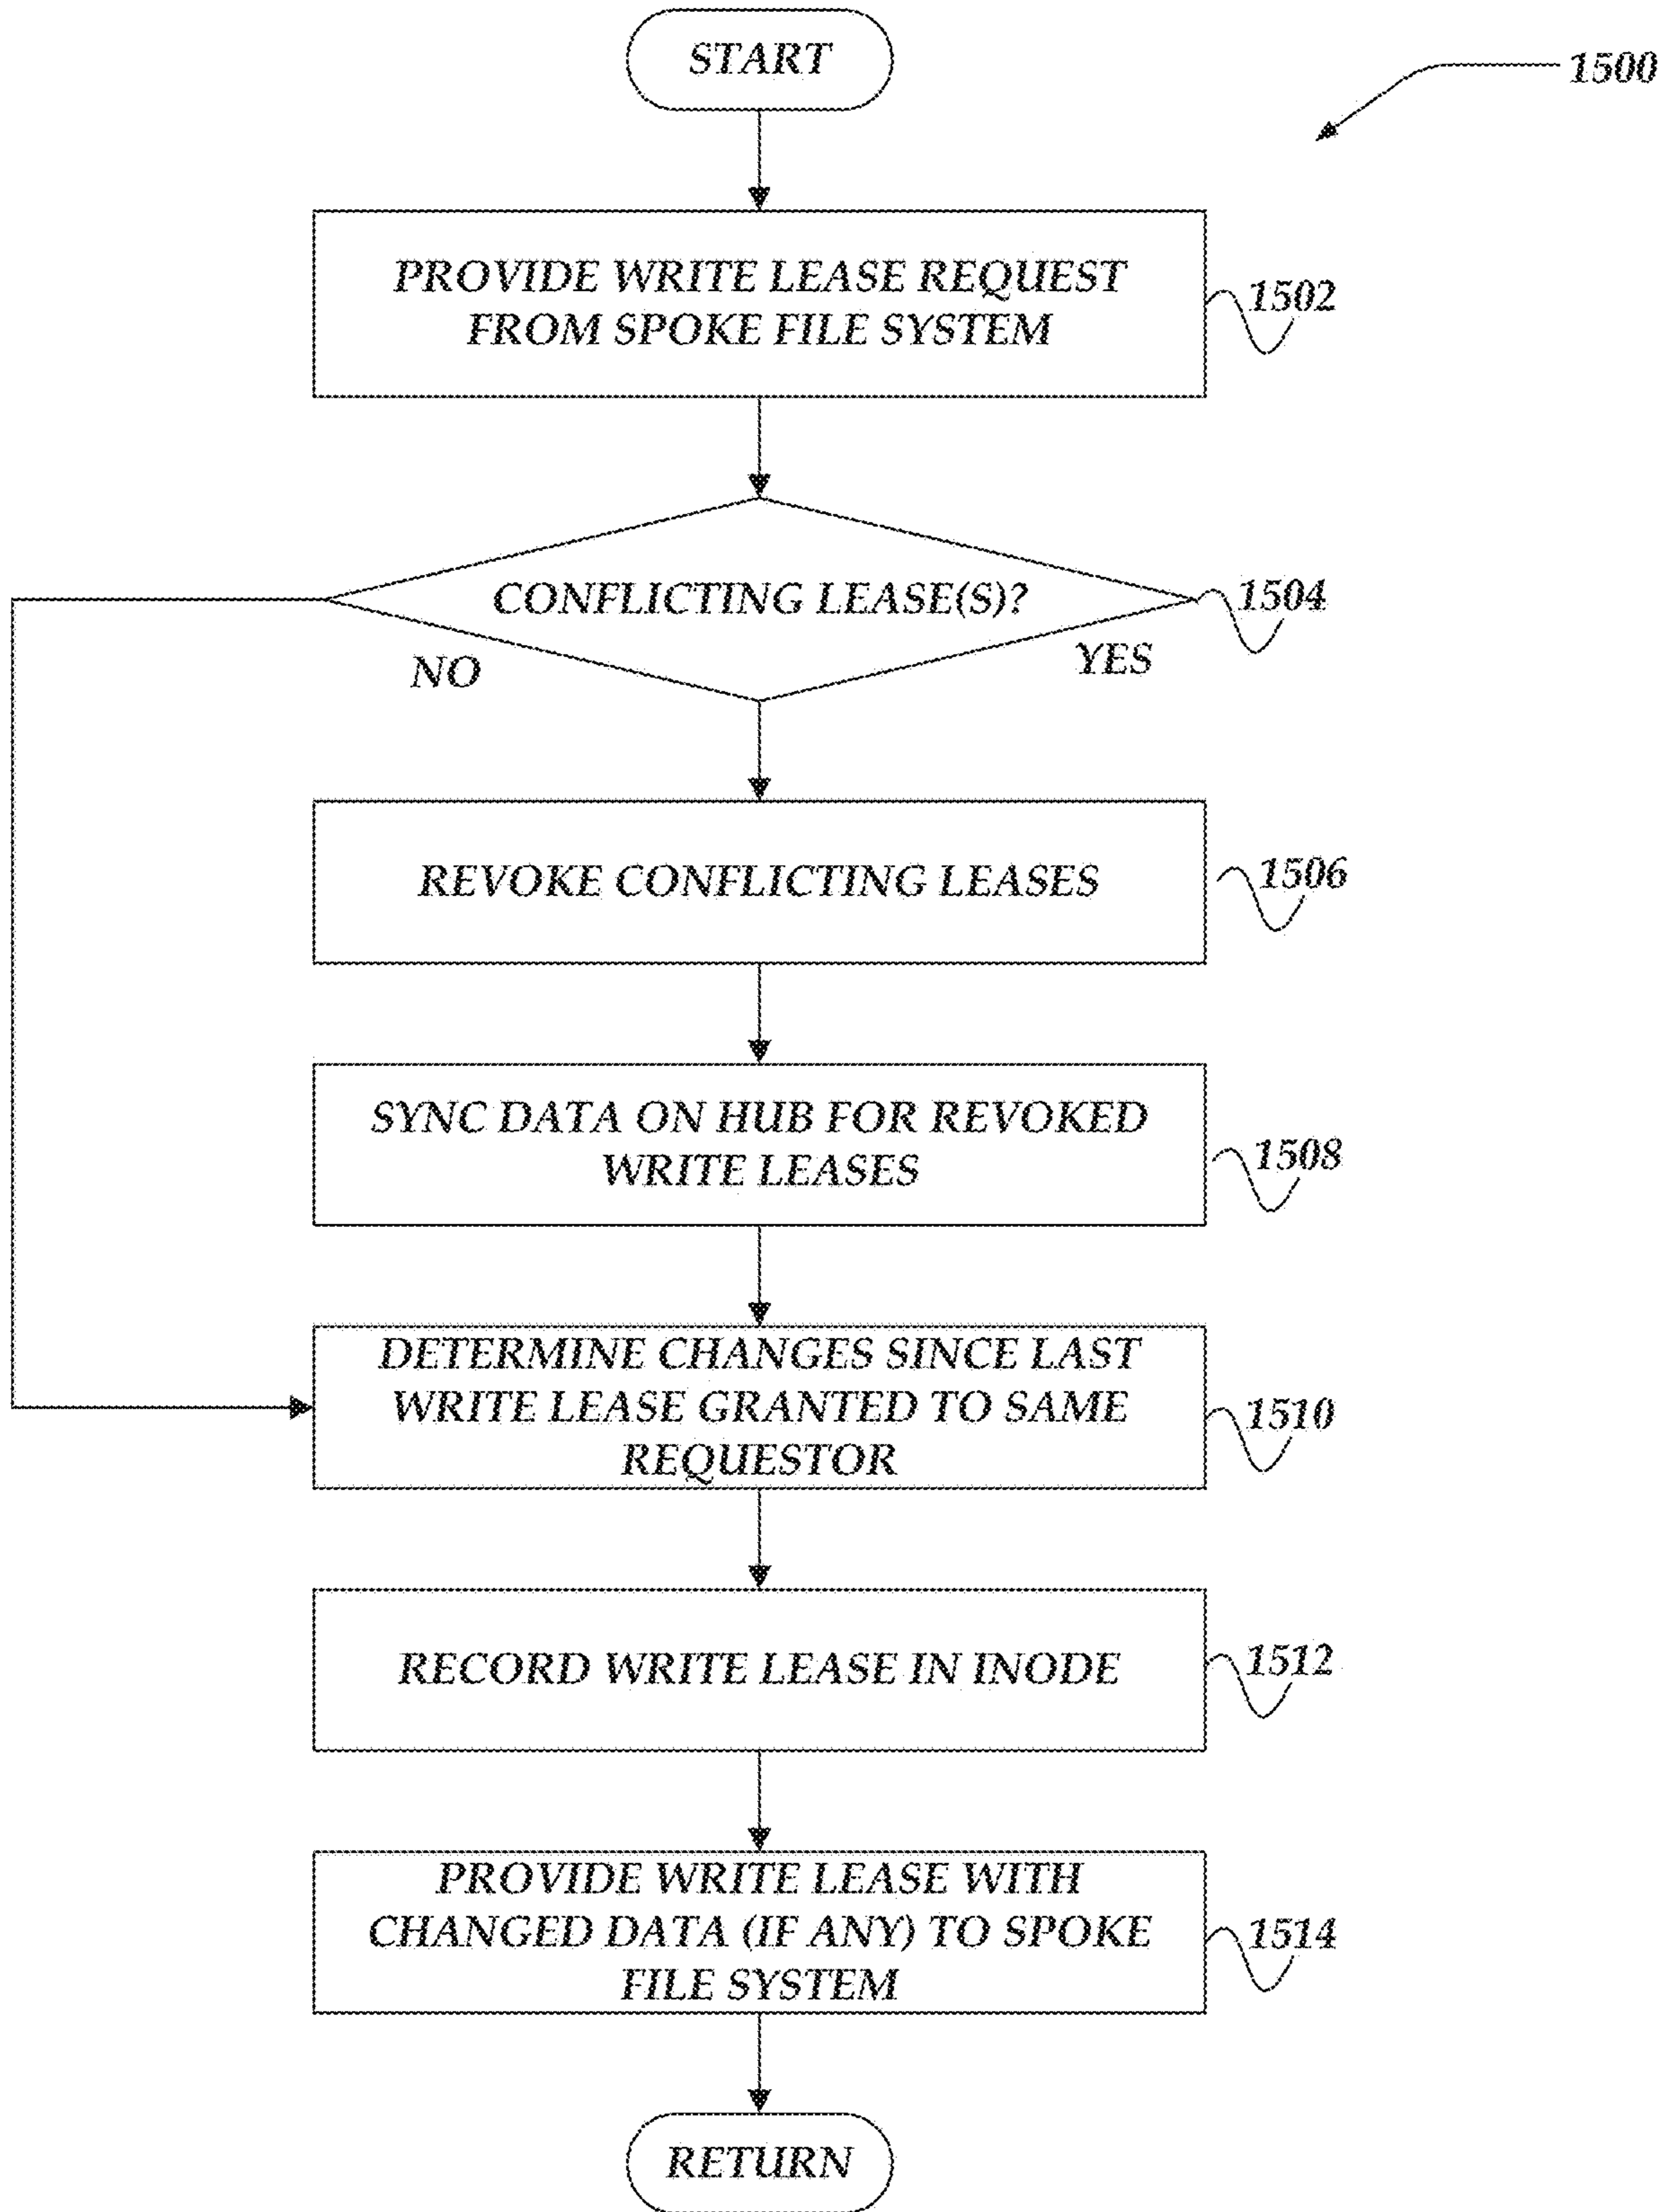 START
1500
PROVIDE WRITE LEASE REQUEST
FROM SPOKE FILE SYSTEM
1502
CONFLICTING LEASE(S)?
1504
NO
YES
REVOKE CONFLICTING LEASES
1506
SYNC DATA ON HUB FOR REVOKED
WRITE LEASES
1508
DETERMINE CHANGES SINCE LAST
WRITE LEASE GRANTED TO SAME
REQUESTOR
1510
RECORD WRITE LEASE IN INODE
1512
PROVIDE WRITE LEASE WITH
CHANGED DATA (IF ANY) TO SPOKE
FILE SYSTEM
1514
RETURN